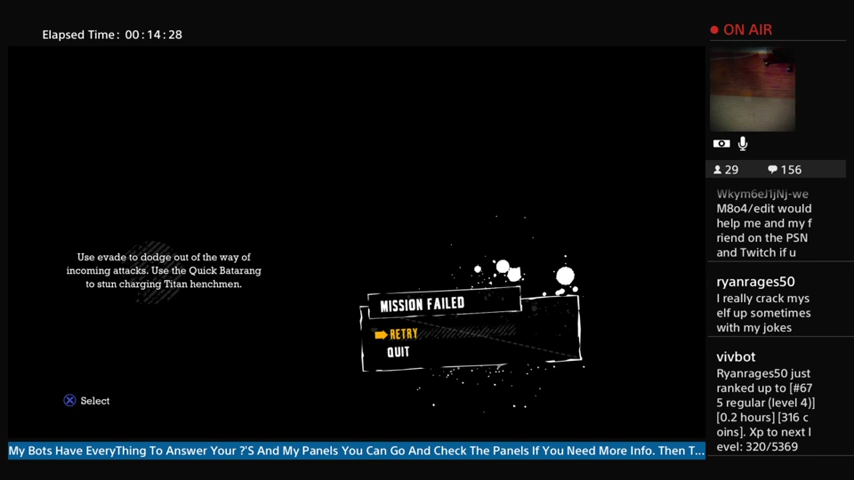 Elapsed Time: 00:14:28
ON AIR
29 156
Wkym6eJ1jNj-we
M8o4/edit would
help me and my f
riend on the PSN
and Twitch if u
ryanrages50
I really crack mys
elf up sometimes
with my jokes
vivbot
Ryanrages50 just
ranked up to [#67
5 regular (level 4)]
[0.2 hours] [316 c
oins]. Xp to next l
evel: 320/5369
Use evade to dodge out of the way of
incoming attacks. Use the Quick Batarang
to stun charging Titan henchmen.
MISSION FAILED
RETRY
QUIT
Select
My Bots Have EveryThing To Answer Your ?'S And My Panels You Can Go And Check The Panels If You Need More Info. Then T...